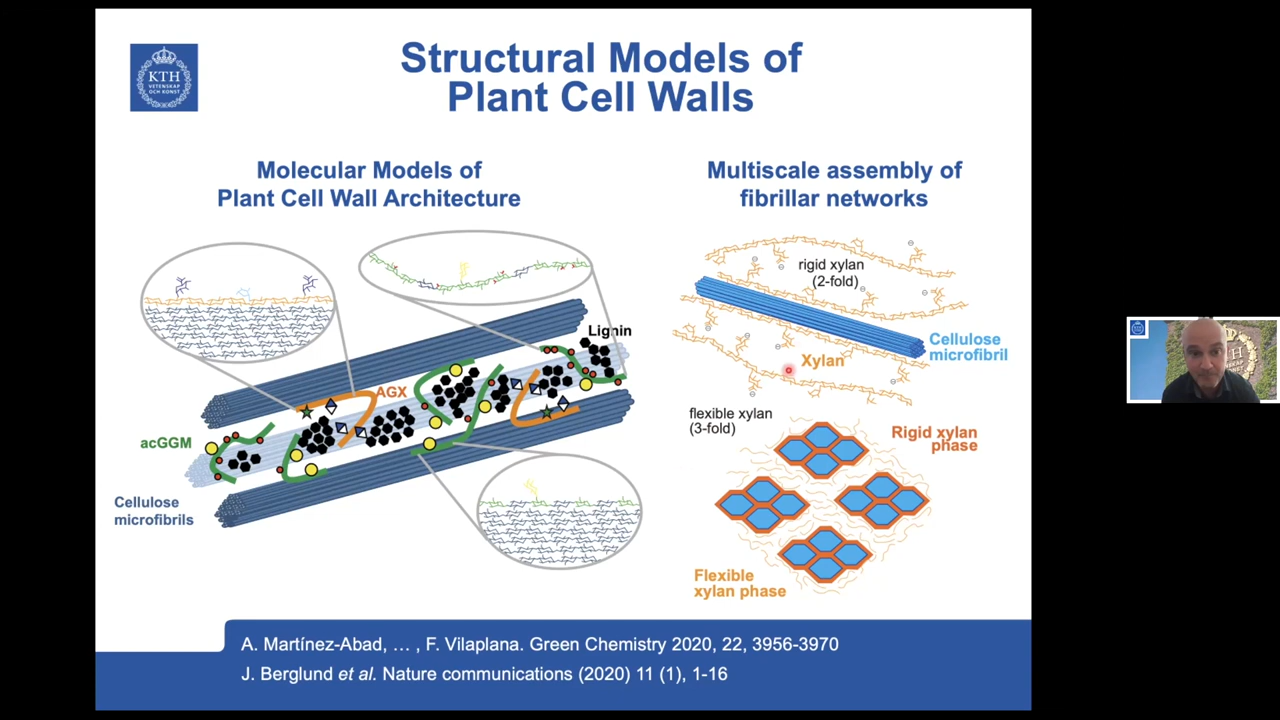 Structural Models of
Plant Cell Walls
KTH
VETENSKAP
OCH KONST
Molecular Models of
Plant Cell Wall Architecture
Multiscale assembly of
fibrillar networks
Lignin
AGX
acGGM
Cellulose
microfibrils
rigid xylan
(2-fold)
Cellulose
microfibril
Xylan
flexible xylan
(3-fold)
Rigid xylan
phase
Flexible
xylan phase
A. Martínez-Abad, … , F. Vilaplana. Green Chemistry 2020, 22, 3956-3970
J. Berglund et al. Nature communications (2020) 11 (1), 1-16
KTH